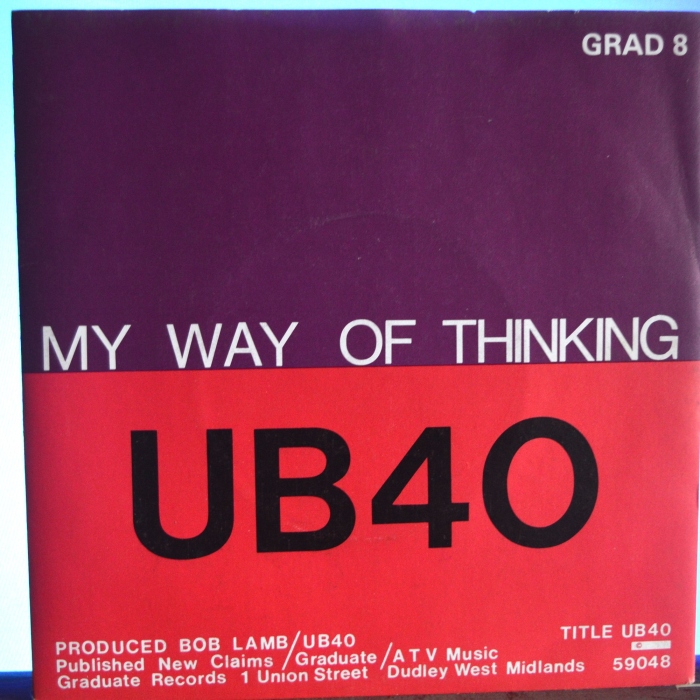 GRAD 8
MY WAY OF THINKING
UB40
PRODUCED BOB LAMB/UB40
Published New Claims/Graduate/ATV Music
Graduate Records 1 Union Street Dudley West Midlands
TITLE UB40
59048